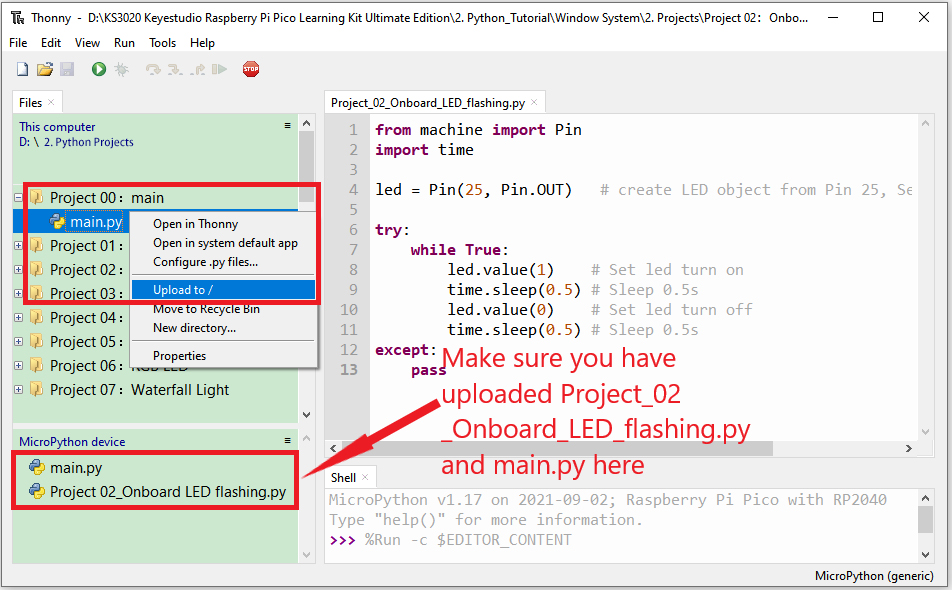 Thonny - D:\KS3020 Keyestudio Raspberry Pi Pico Learning Kit Ultimate Edition\2. Python_Tutorial\Window System\2. Projects\Project 02：Onbo...
File Edit View Run Tools Help
STOP
Files
This computer
D: \ 2. Python Projects
Project 00：main
main.py
Project 01：
Project 02：
Project 03：
Project 04：
Project 05：
Project 06：RGB LED
Project 07：Waterfall Light
Open in Thonny
Open in system default app
Configure .py files...
Upload to /
Move to Recycle Bin
New directory...
Properties
MicroPython device
main.py
Project 02_Onboard LED flashing.py
Project_02_Onboard_LED_flashing.py
1 from machine import Pin
2 import time
3
4 led = Pin(25, Pin.OUT) # create LED object from Pin 25, Se
5
6 try:
7 while True:
8 led.value(1) # Set led turn on
9 time.sleep(0.5) # Sleep 0.5s
10 led.value(0) # Set led turn off
11 time.sleep(0.5) # Sleep 0.5s
12 except:
13 pass
Make sure you have
uploaded Project_02
_Onboard_LED_flashing.py
and main.py here
Shell
MicroPython v1.17 on 2021-09-02; Raspberry Pi Pico with RP2040
Type "help()" for more information.
>>> %Run -c $EDITOR_CONTENT
MicroPython (generic)